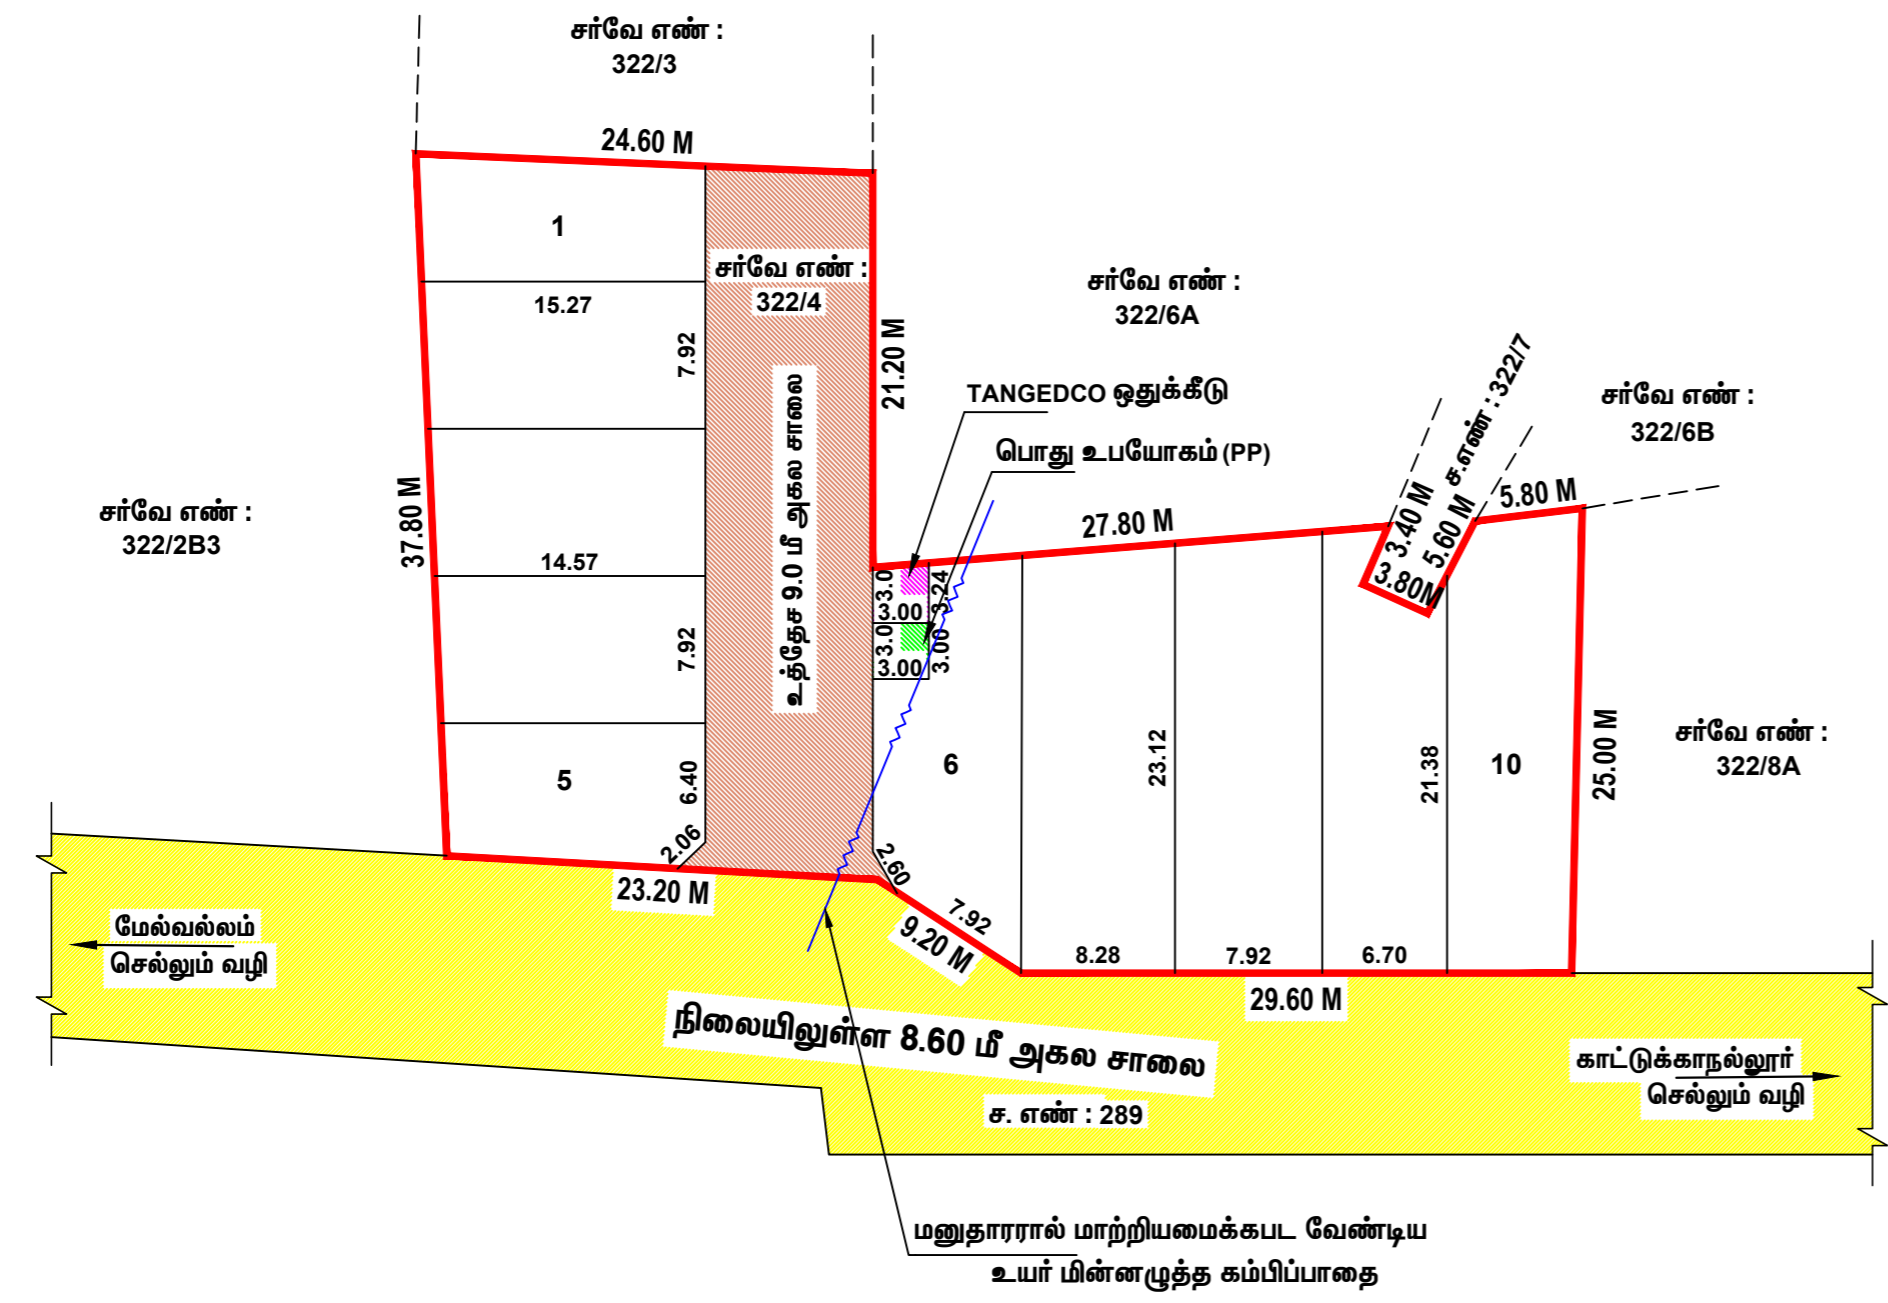 சர்வே எண் :
322/3
24.60 M
1
சர்வே எண் :
322/4
15.27
7.92
21.20 M
உத்தேச 9.0 மீ அகல சாலை
சர்வே எண் :
322/6A
TANGEDCO ஒதுக்கீடு
பொது உபயோகம் (PP)
ச.எண் : 322/7
சர்வே எண் :
322/6B
3.40 M
5.60 M
3.80M
5.80 M
27.80 M
சர்வே எண் :
322/2B3
37.80 M
14.57
7.92
3.0
3.24
3.00
3.0
3.00
3.00
6
23.12
21.38
10
25.00 M
சர்வே எண் :
322/8A
5
6.40
2.06
2.60
23.20 M
7.92
9.20 M
8.28
7.92
6.70
29.60 M
மேல்வல்லம்
செல்லும் வழி
நிலையிலுள்ள 8.60 மீ அகல சாலை
ச. எண் : 289
காட்டுக்காநல்லூர்
செல்லும் வழி
மனுதாரரால் மாற்றியமைக்கபட வேண்டிய
உயர் மின்னழுத்த கம்பிப்பாதை